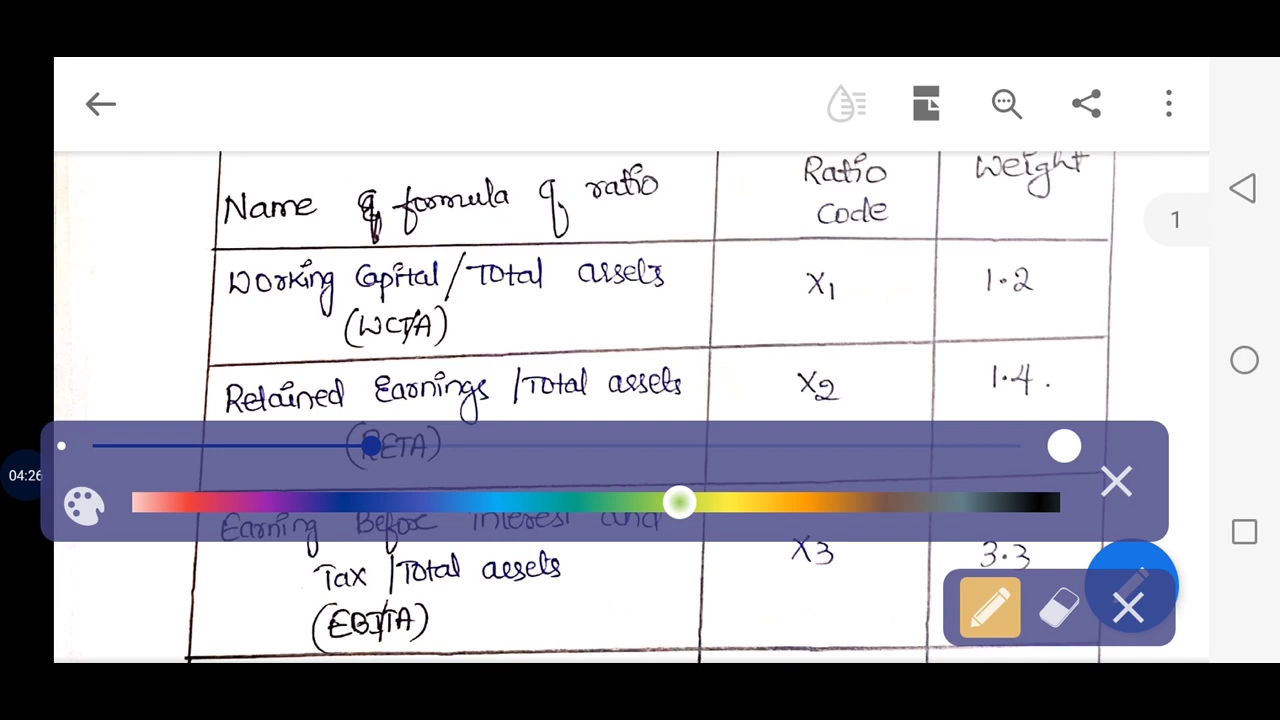 1
Name & formula of ratio
Ratio Code
Weight
Working Capital/Total assets
(WCTA)
X1
1.2
Retained Earnings/Total assets
(RETA)
X2
1.4.
04:26
Earning Before interest and
Tax/Total assets
(EBITTA)
X3
3.3